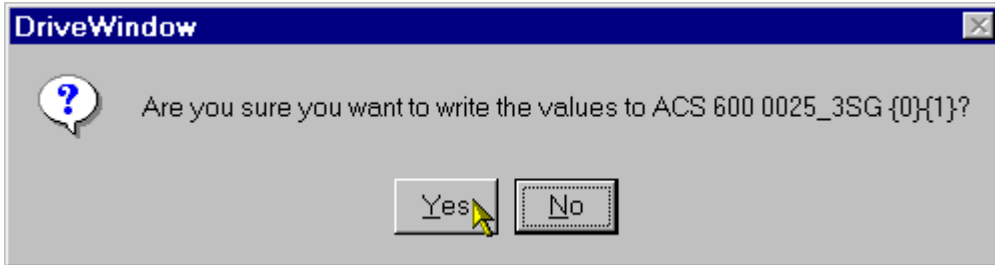 DriveWindow
?
Are you sure you want to write the values to ACS 600 0025_3SG {0}{1}?
Yes No